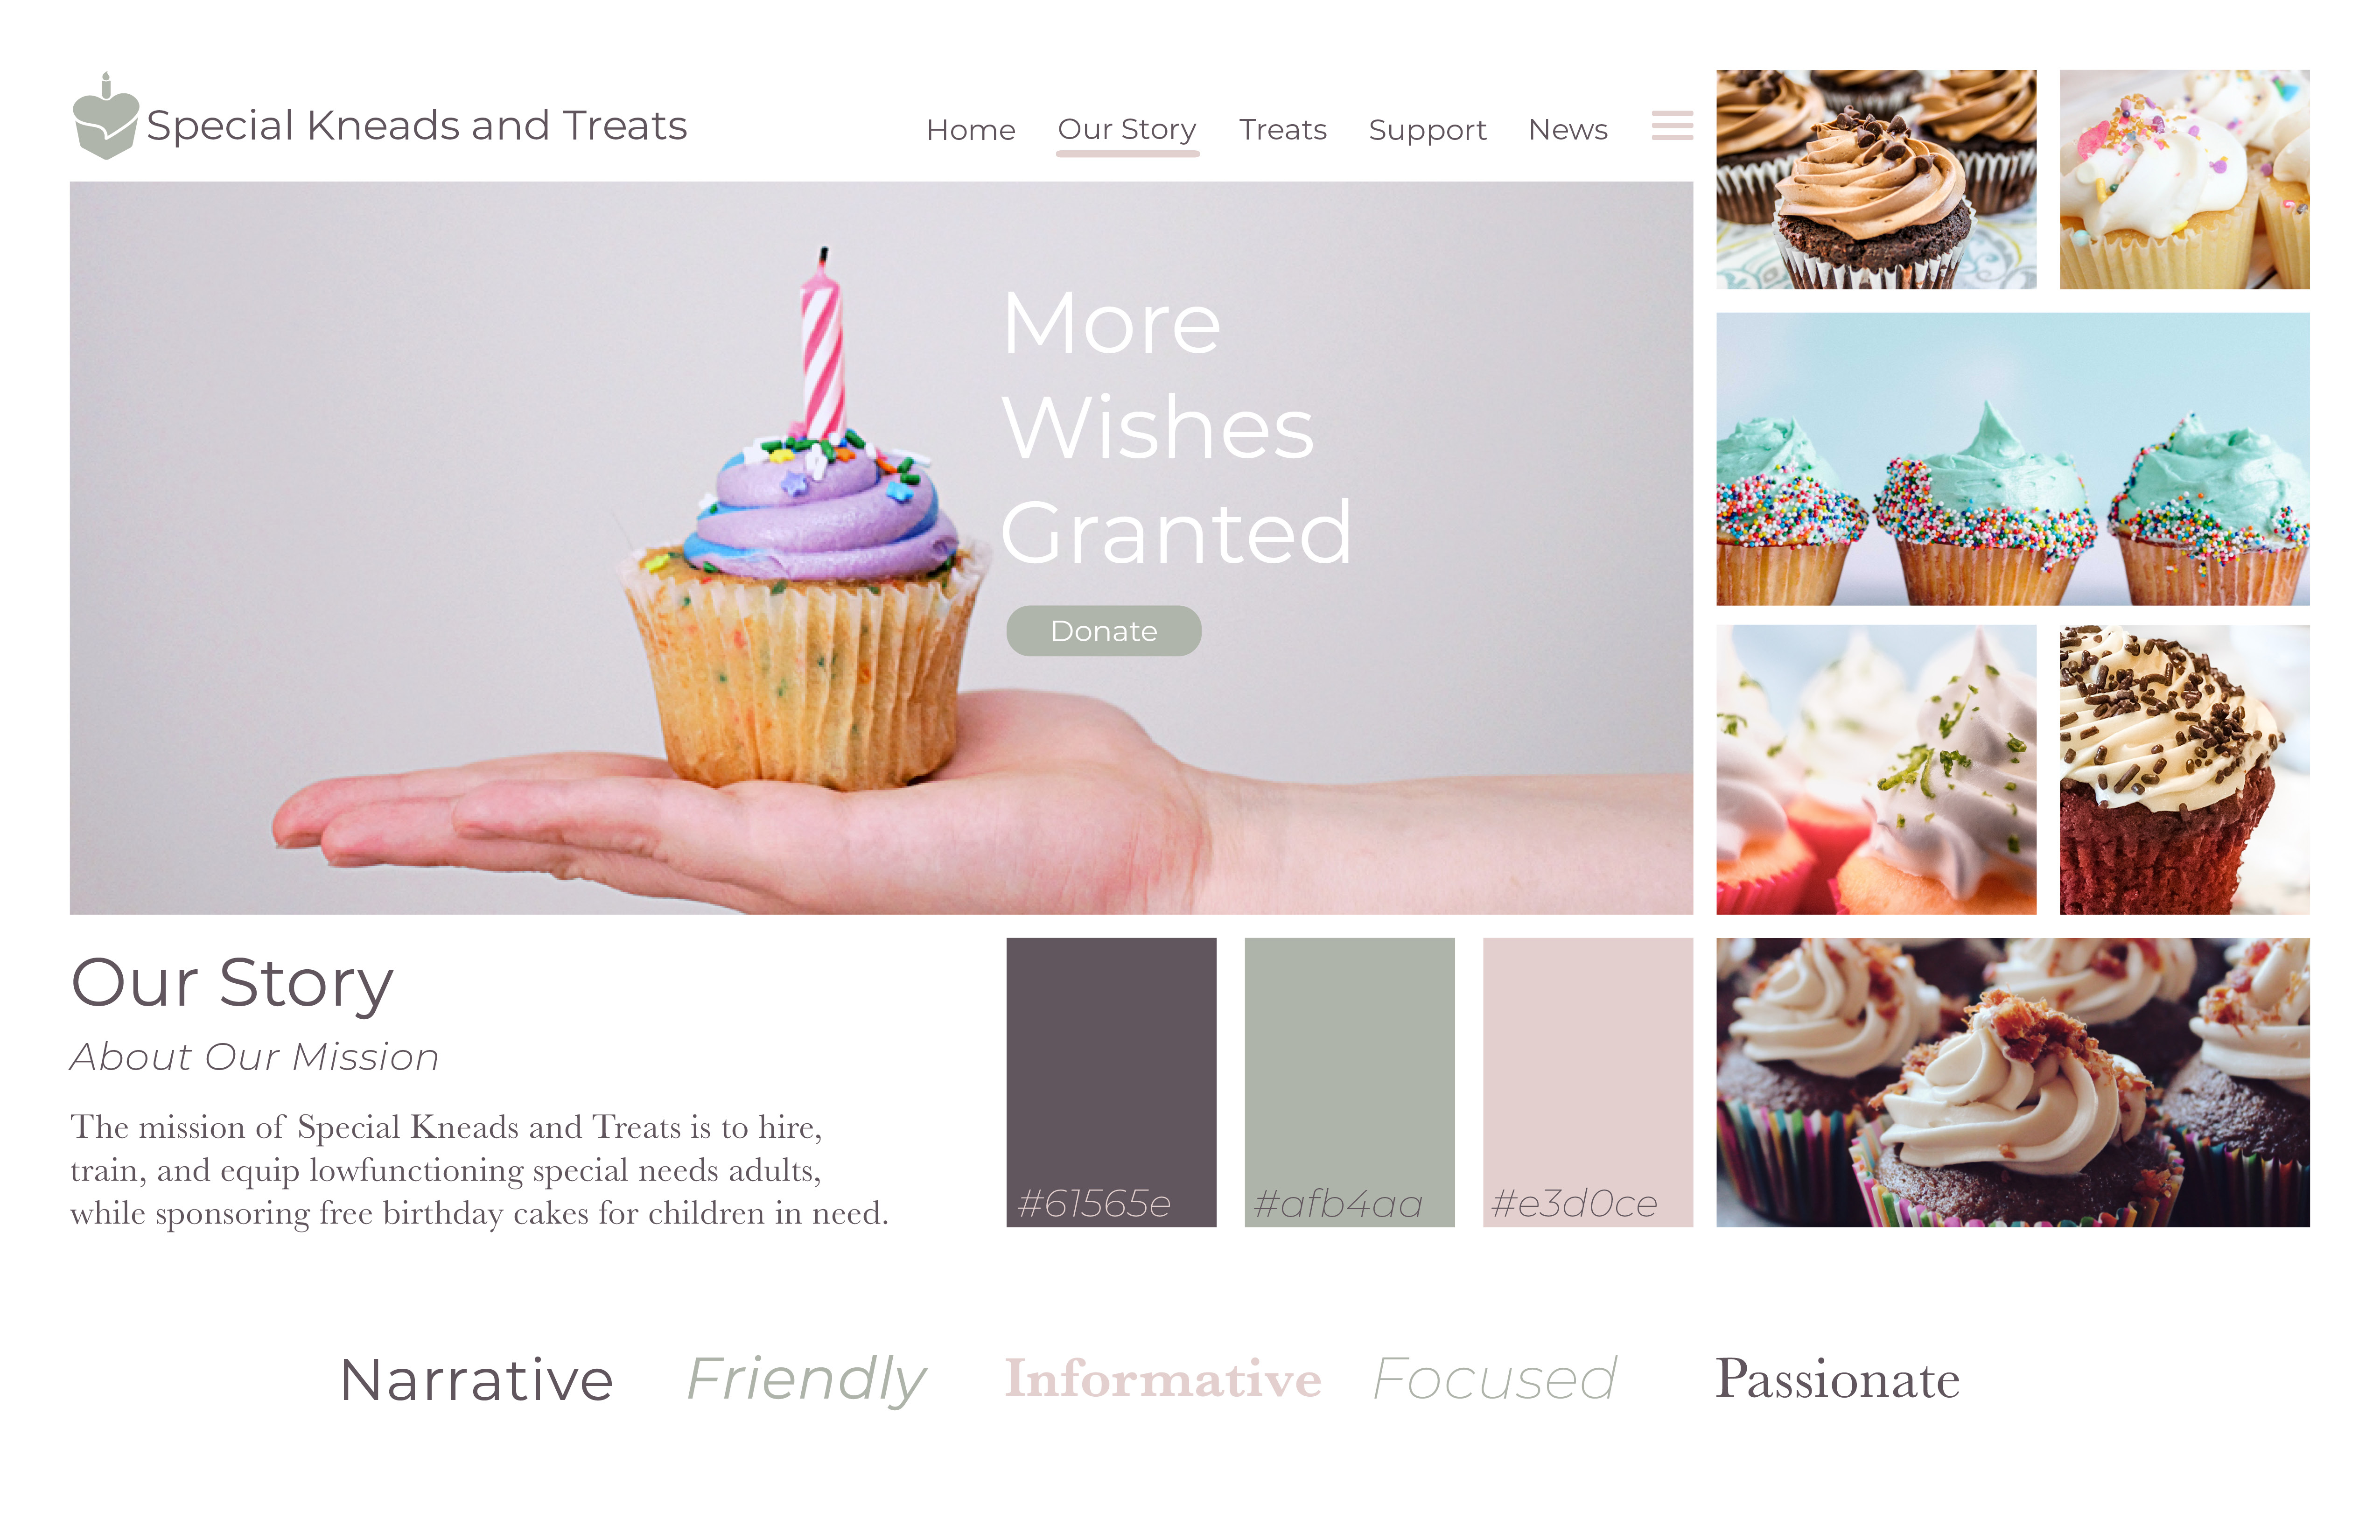 Special Kneads and Treats
Home Our Story Treats Support News
More
Wishes
Granted
Donate
Our Story
About Our Mission
The mission of Special Kneads and Treats is to hire,
train, and equip lowfunctioning special needs adults,
while sponsoring free birthday cakes for children in need.
#61565e
#afb4aa
#e3d0ce
Narrative Friendly Informative Focused Passionate